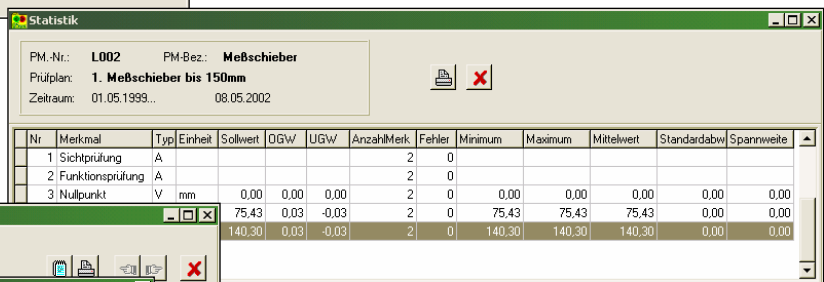 Statistik
PM.-Nr.: L002 PM-Bez.: Meßschieber
Prüfplan: 1. Meßschieber bis 150mm
Zeitraum: 01.05.1999... 08.05.2002
Nr Merkmal Typ Einheit Sollwert OGW UGW AnzahlMerk Fehler Minimum Maximum Mittelwert Standardabw Spannweite
1 Sichtprüfung A 2 0
2 Funktionsprüfung A 2 0
3 Nullpunkt V mm 0,00 0,00 0,00 2 0 0,00 0,00 0,00 0,00 0,00
75,43 0,03 -0,03 2 0 75,43 75,43 75,43 0,00 0,00
140,30 0,03 -0,03 2 0 140,30 140,30 140,30 0,00 0,00